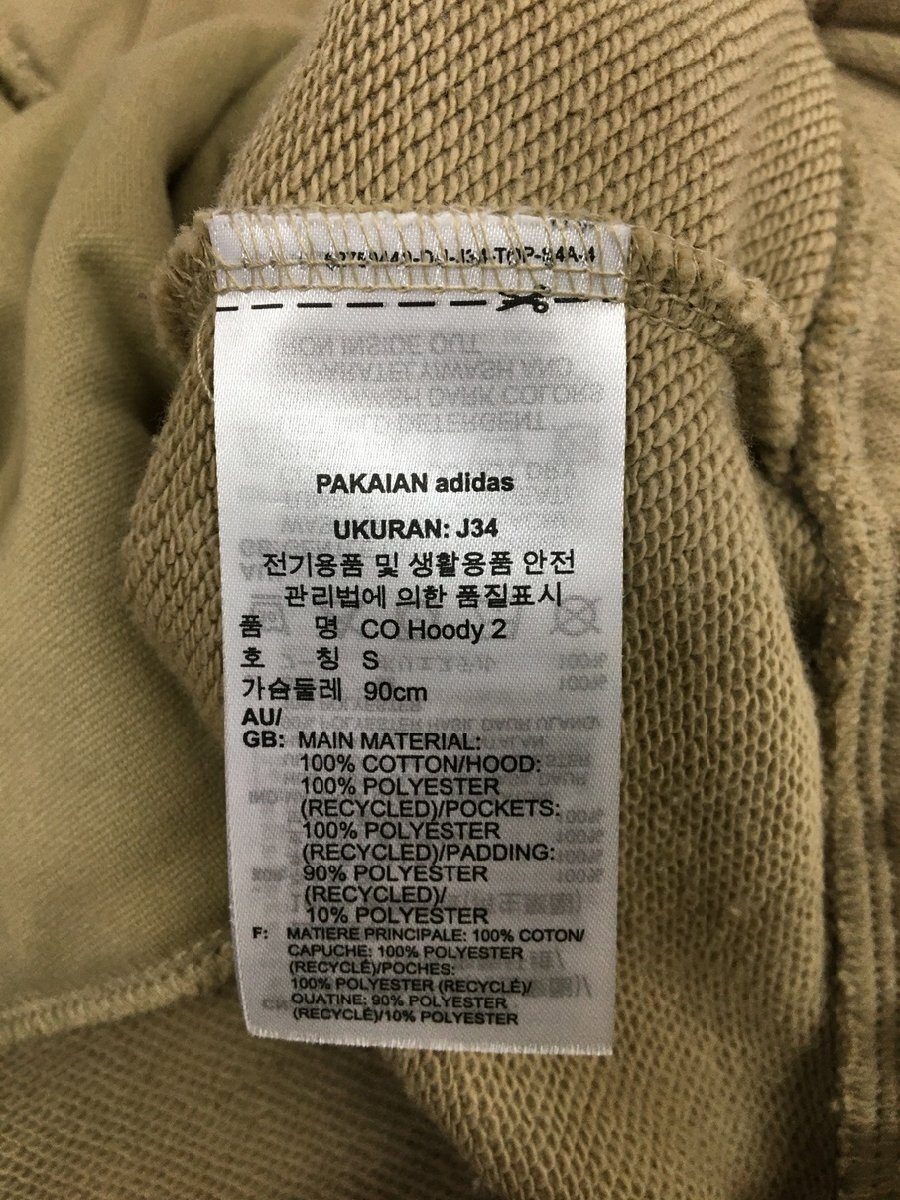 PAKAIAN adidas
UKURAN: J34
전기용품 및 생활용품 안전
관리법에 의한 품질표시
품 명 CO Hoody 2
호 칭 S
가슴둘레 90cm
AU/
GB: MAIN MATERIAL:
100% COTTON/HOOD:
100% POLYESTER
(RECYCLED)/POCKETS:
100% POLYESTER
(RECYCLED)/PADDING:
90% POLYESTER
(RECYCLED)/
10% POLYESTER
F: MATIERE PRINCIPALE: 100% COTON/
CAPUCHE: 100% POLYESTER
(RECYCLÉ)/POCHES:
100% POLYESTER (RECYCLÉ)/
OUATINE: 90% POLYESTER
(RECYCLÉ)/10% POLYESTER